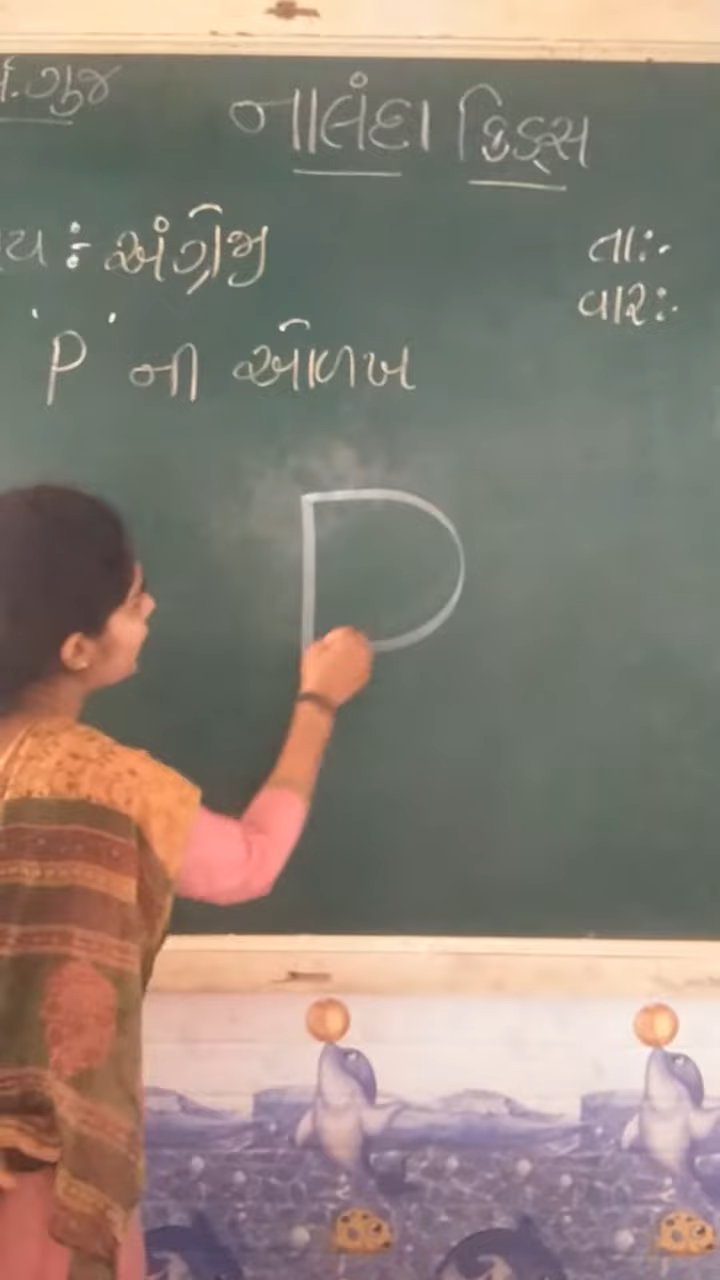 નાલંદા કિડ્સ
અંગ્રેજી
તા:-
વાર:-
'P' ની ઓળખ
P